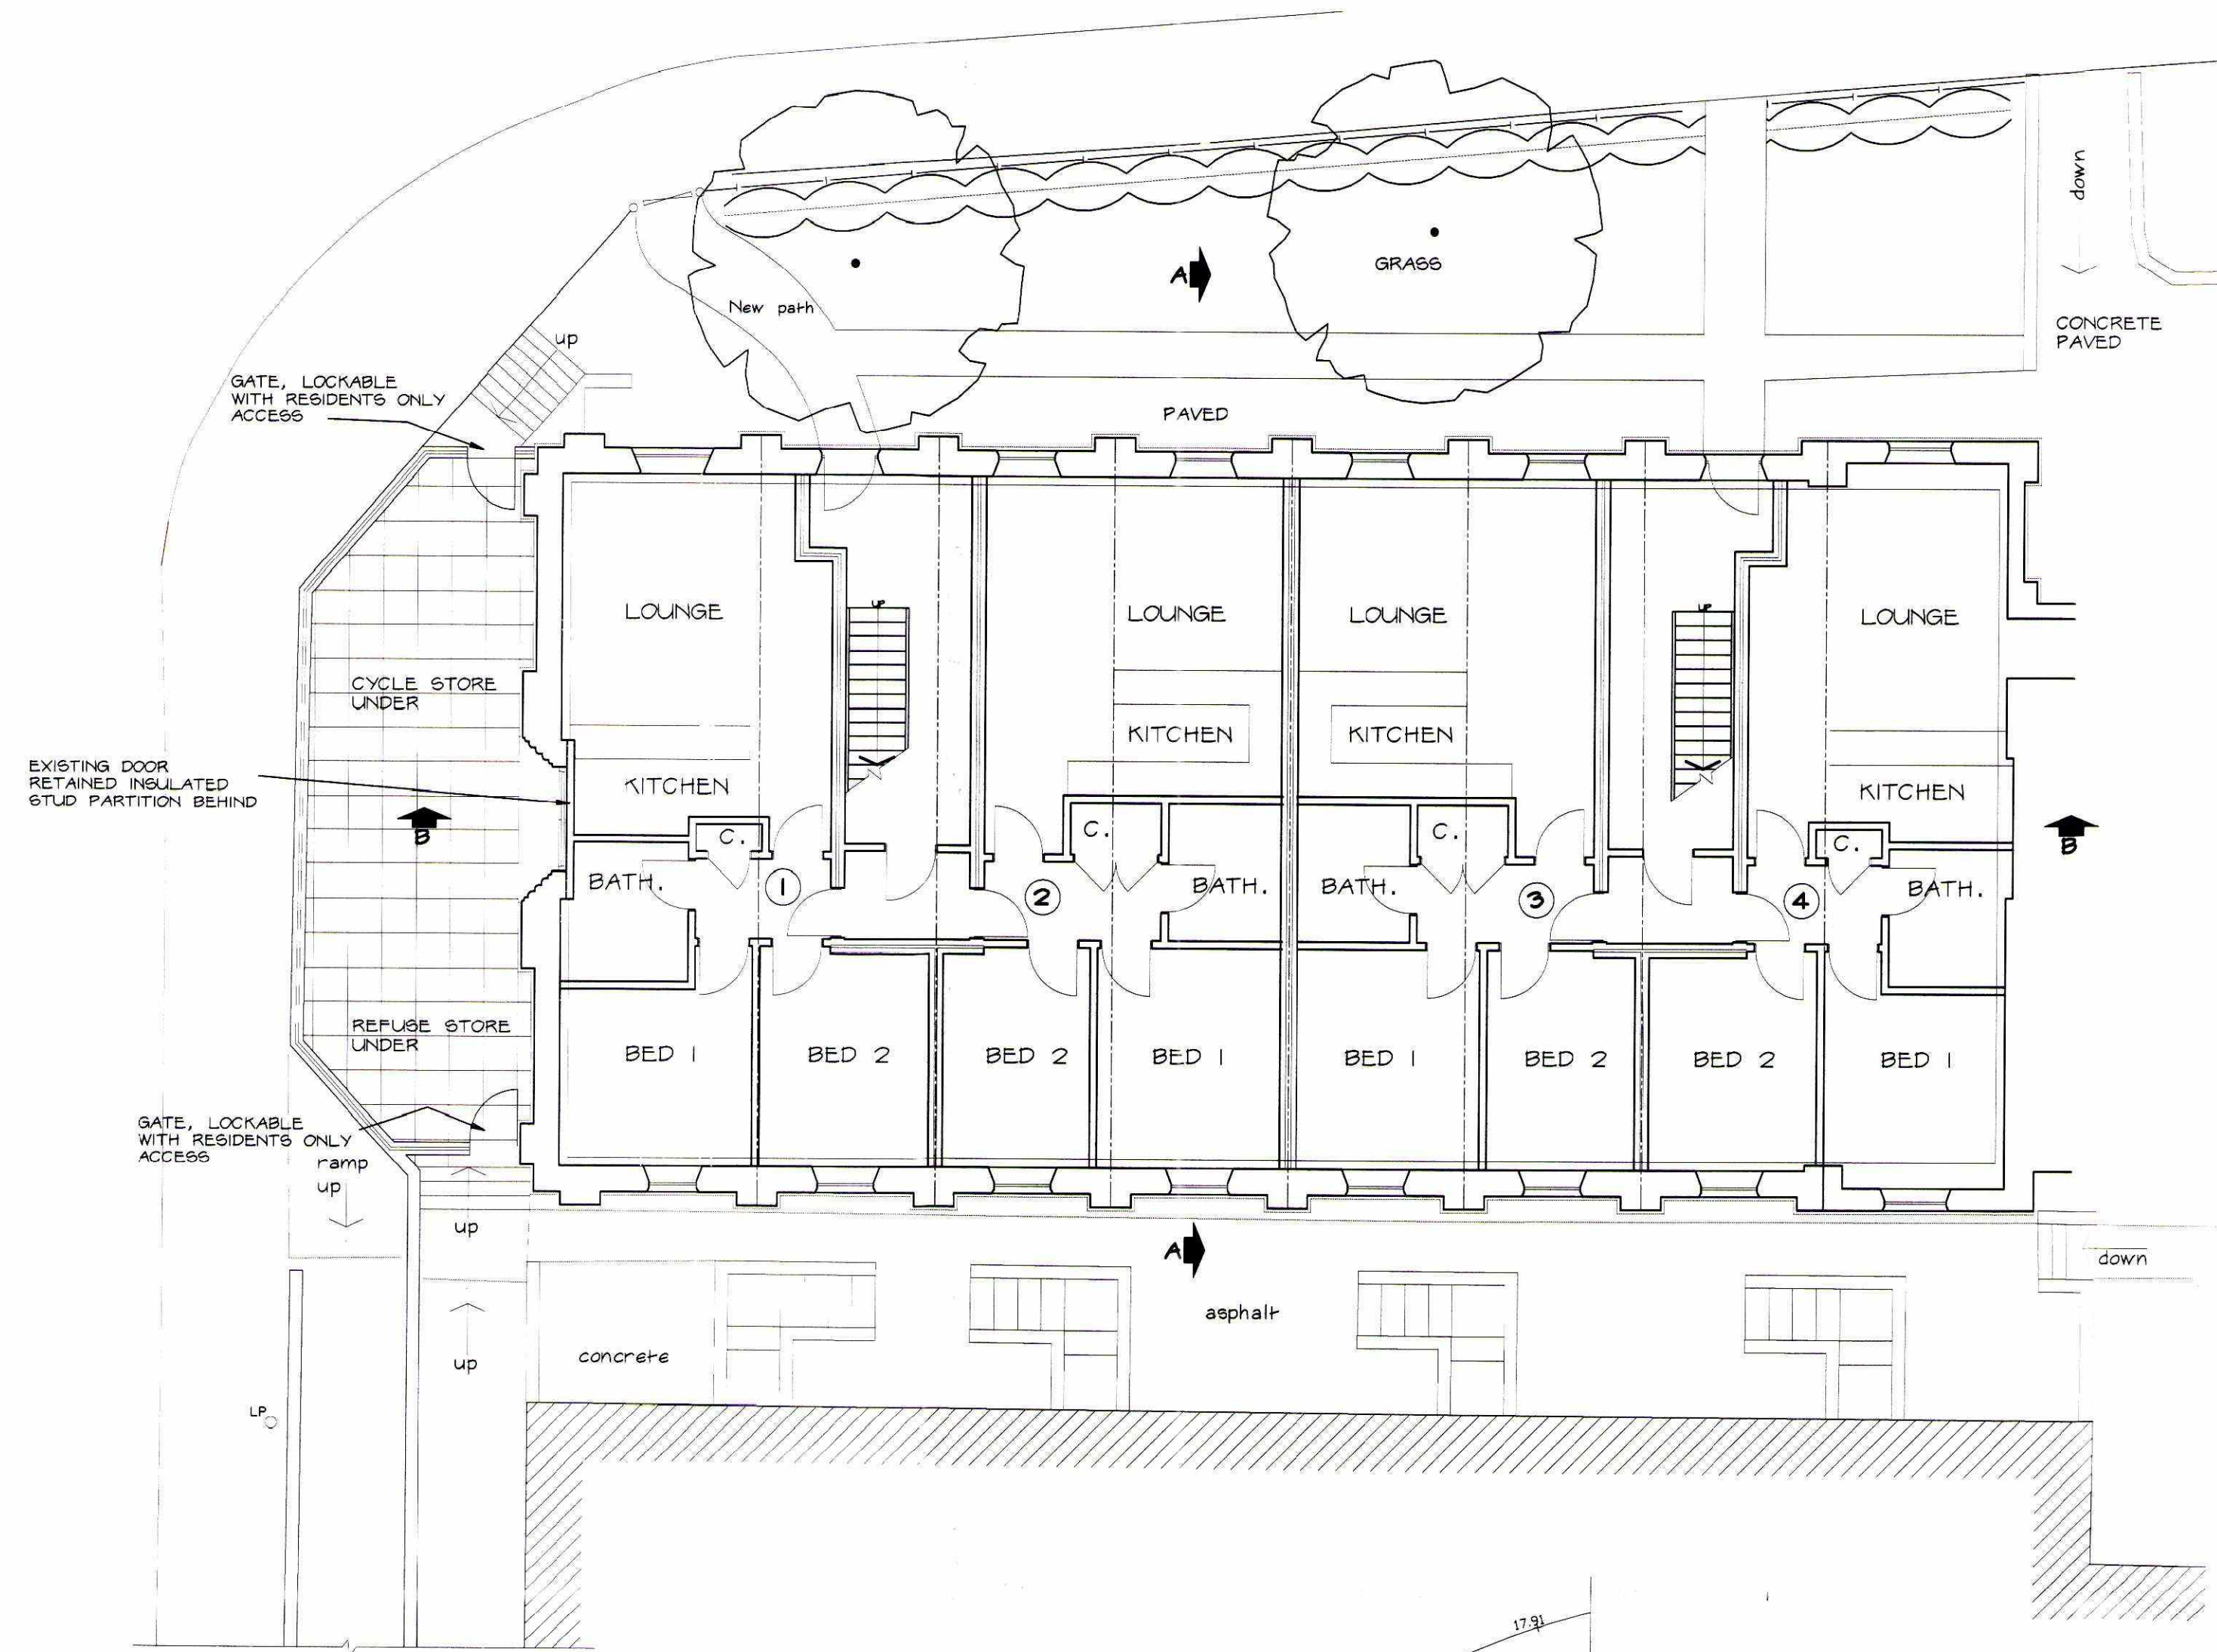 down
A
GRASS
New path
CONCRETE
PAVED
up
GATE, LOCKABLE
WITH RESIDENTS ONLY
ACCESS
PAVED
UP
UP
LOUNGE
LOUNGE
LOUNGE
LOUNGE
CYCLE STORE
UNDER
KITCHEN
KITCHEN
EXISTING DOOR
RETAINED INSULATED
STUD PARTITION BEHIND
KITCHEN
KITCHEN
B
C.
C.
C.
C.
B
BATH.
1
2
BATH.
BATH.
3
4
BATH.
REFUSE STORE
UNDER
BED 1
BED 2
BED 2
BED 1
BED 1
BED 2
BED 2
BED 1
GATE, LOCKABLE
WITH RESIDENTS ONLY
ACCESS
ramp
up
up
A
down
asphalt
up
concrete
LP
17.91